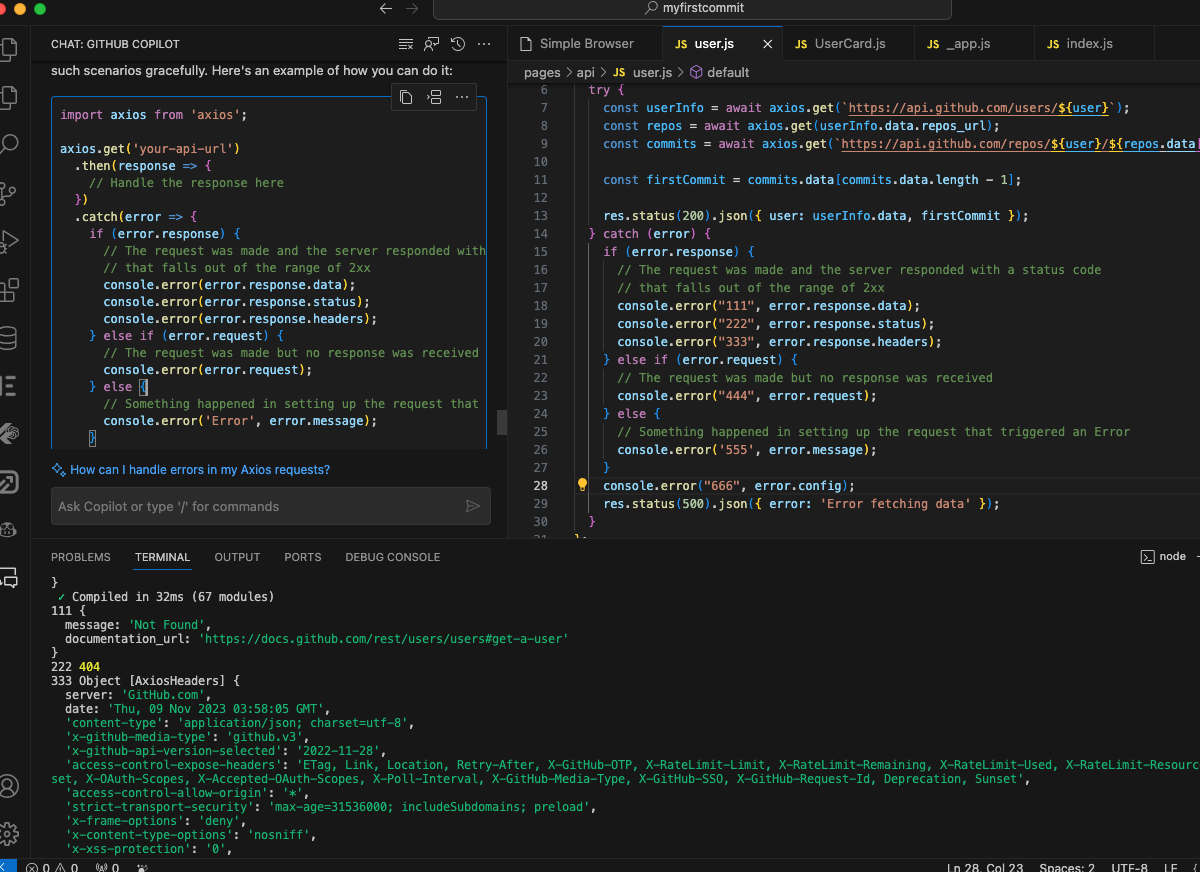 myfirstcommit
CHAT: GITHUB COPILOT
such scenarios gracefully. Here's an example of how you can do it:
import axios from 'axios';
axios.get('your-api-url')
.then(response => {
// Handle the response here
})
.catch(error => {
if (error.response) {
// The request was made and the server responded with
// that falls out of the range of 2xx
console.error(error.response.data);
console.error(error.response.status);
console.error(error.response.headers);
} else if (error.request) {
// The request was made but no response was received
console.error(error.request);
} else {
// Something happened in setting up the request that
console.error('Error', error.message);
}
How can I handle errors in my Axios requests?
Ask Copilot or type '/' for commands
Simple Browser
JS user.js
JS UserCard.js
JS _app.js
JS index.js
pages > api > JS user.js > default
6 try {
7 const userInfo = await axios.get(`https://api.github.com/users/${user}`);
8 const repos = await axios.get(userInfo.data.repos_url);
9 const commits = await axios.get(`https://api.github.com/repos/${user}/${repos.data[
10
11 const firstCommit = commits.data[commits.data.length - 1];
12
13 res.status(200).json({ user: userInfo.data, firstCommit });
14 } catch (error) {
15 if (error.response) {
16 // The request was made and the server responded with a status code
17 // that falls out of the range of 2xx
18 console.error("111", error.response.data);
19 console.error("222", error.response.status);
20 console.error("333", error.response.headers);
21 } else if (error.request) {
22 // The request was made but no response was received
23 console.error("444", error.request);
24 } else {
25 // Something happened in setting up the request that triggered an Error
26 console.error('555', error.message);
27 }
28 console.error("666", error.config);
29 res.status(500).json({ error: 'Error fetching data' });
30 }
31 };
PROBLEMS
TERMINAL
OUTPUT
PORTS
DEBUG CONSOLE
node
}
✓ Compiled in 32ms (67 modules)
111 {
message: 'Not Found',
documentation_url: 'https://docs.github.com/rest/users/users#get-a-user'
}
222 404
333 Object [AxiosHeaders] {
server: 'GitHub.com',
date: 'Thu, 09 Nov 2023 03:58:05 GMT',
'content-type': 'application/json; charset=utf-8',
'x-github-media-type': 'github.v3',
'x-github-api-version-selected': '2022-11-28',
'access-control-expose-headers': 'ETag, Link, Location, Retry-After, X-GitHub-OTP, X-RateLimit-Limit, X-RateLimit-Remaining, X-RateLimit-Used, X-RateLimit-Resourc
set, X-OAuth-Scopes, X-Accepted-OAuth-Scopes, X-Poll-Interval, X-GitHub-Media-Type, X-GitHub-SSO, X-GitHub-Request-Id, Deprecation, Sunset',
'access-control-allow-origin': '*',
'strict-transport-security': 'max-age=31536000; includeSubdomains; preload',
'x-frame-options': 'deny',
'x-content-type-options': 'nosniff',
'x-xss-protection': '0',
0 0 0
Ln 28, Col 23 Spaces: 2 UTF-8 LF {